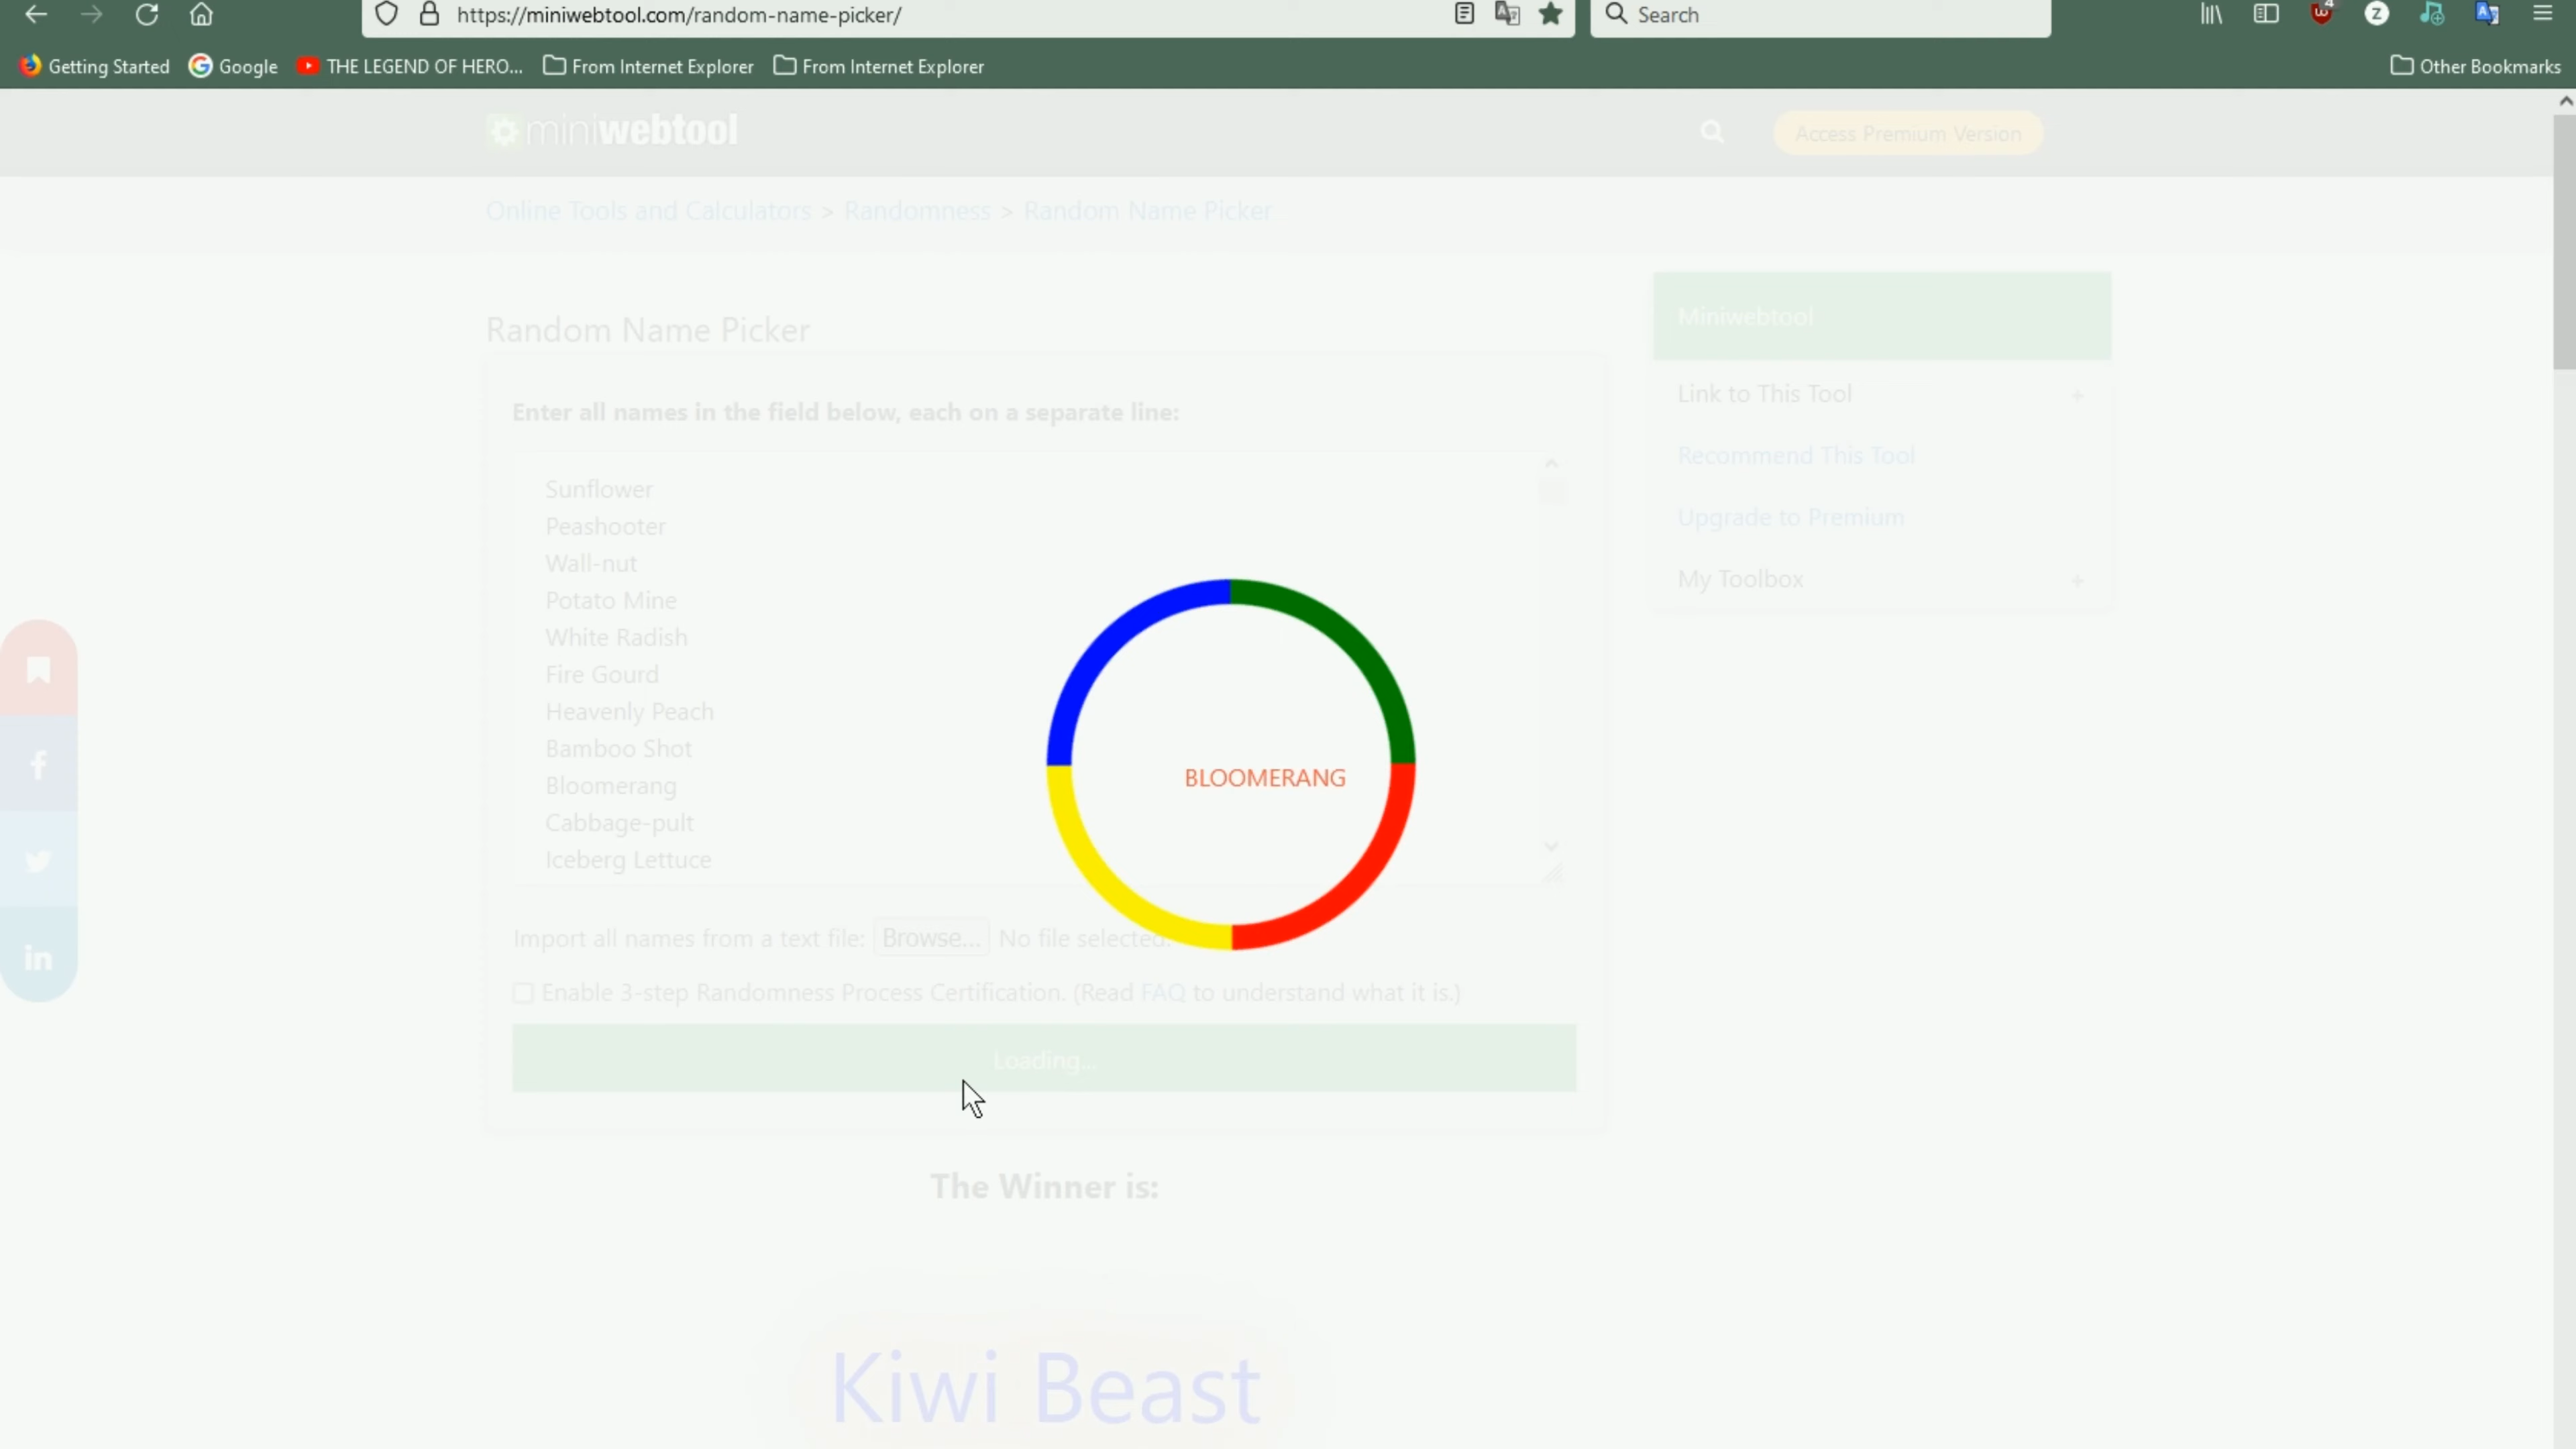 https://miniwebtool.com/random-name-picker/
Search
4
Z
Getting Started
Google
THE LEGEND OF HERO...
From Internet Explorer
From Internet Explorer
Other Bookmarks
miniwebtool
Access Premium Version
Online Tools and Calculators > Randomness > Random Name Picker
Random Name Picker
Miniwebtool
Link to This Tool +
Recommend This Tool
Upgrade to Premium
My Toolbox +
Enter all names in the field below, each on a separate line:
Sunflower
Peashooter
Wall-nut
Potato Mine
White Radish
Fire Gourd
Heavenly Peach
Bamboo Shot
Bloomerang
Cabbage-pult
Iceberg Lettuce
BLOOMERANG
Import all names from a text file: Browse... No file selected.
Enable 3-step Randomness Process Certification. (Read FAQ to understand what it is.)
Loading...
The Winner is:
Kiwi Beast